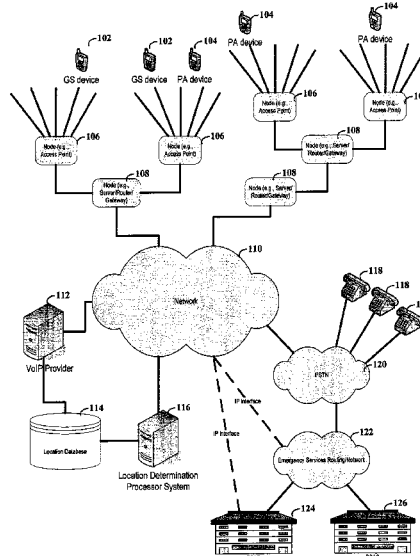 104
PA device
104
PA device
102
GS device
102
GS device
104
PA device
106
Node (e.g.,
Access Point)
106
Node (e.g.,
Access Point)
106
Node (e.g.,
Access Point)
Node (e.g.,
Access Point)
108
Node (e.g., Server/
Router/Gateway)
108
Node (e.g.,
Server/Router/
Gateway)
108
Node (e.g., Server/
Router/Gateway)
110
Network
112
VoIP Provider
114
Location Database
116
Location Determination
Processor System
118
118
PSTN
120
IP Interface
IP Interface
122
Emergency Services Routing/Network
124
126